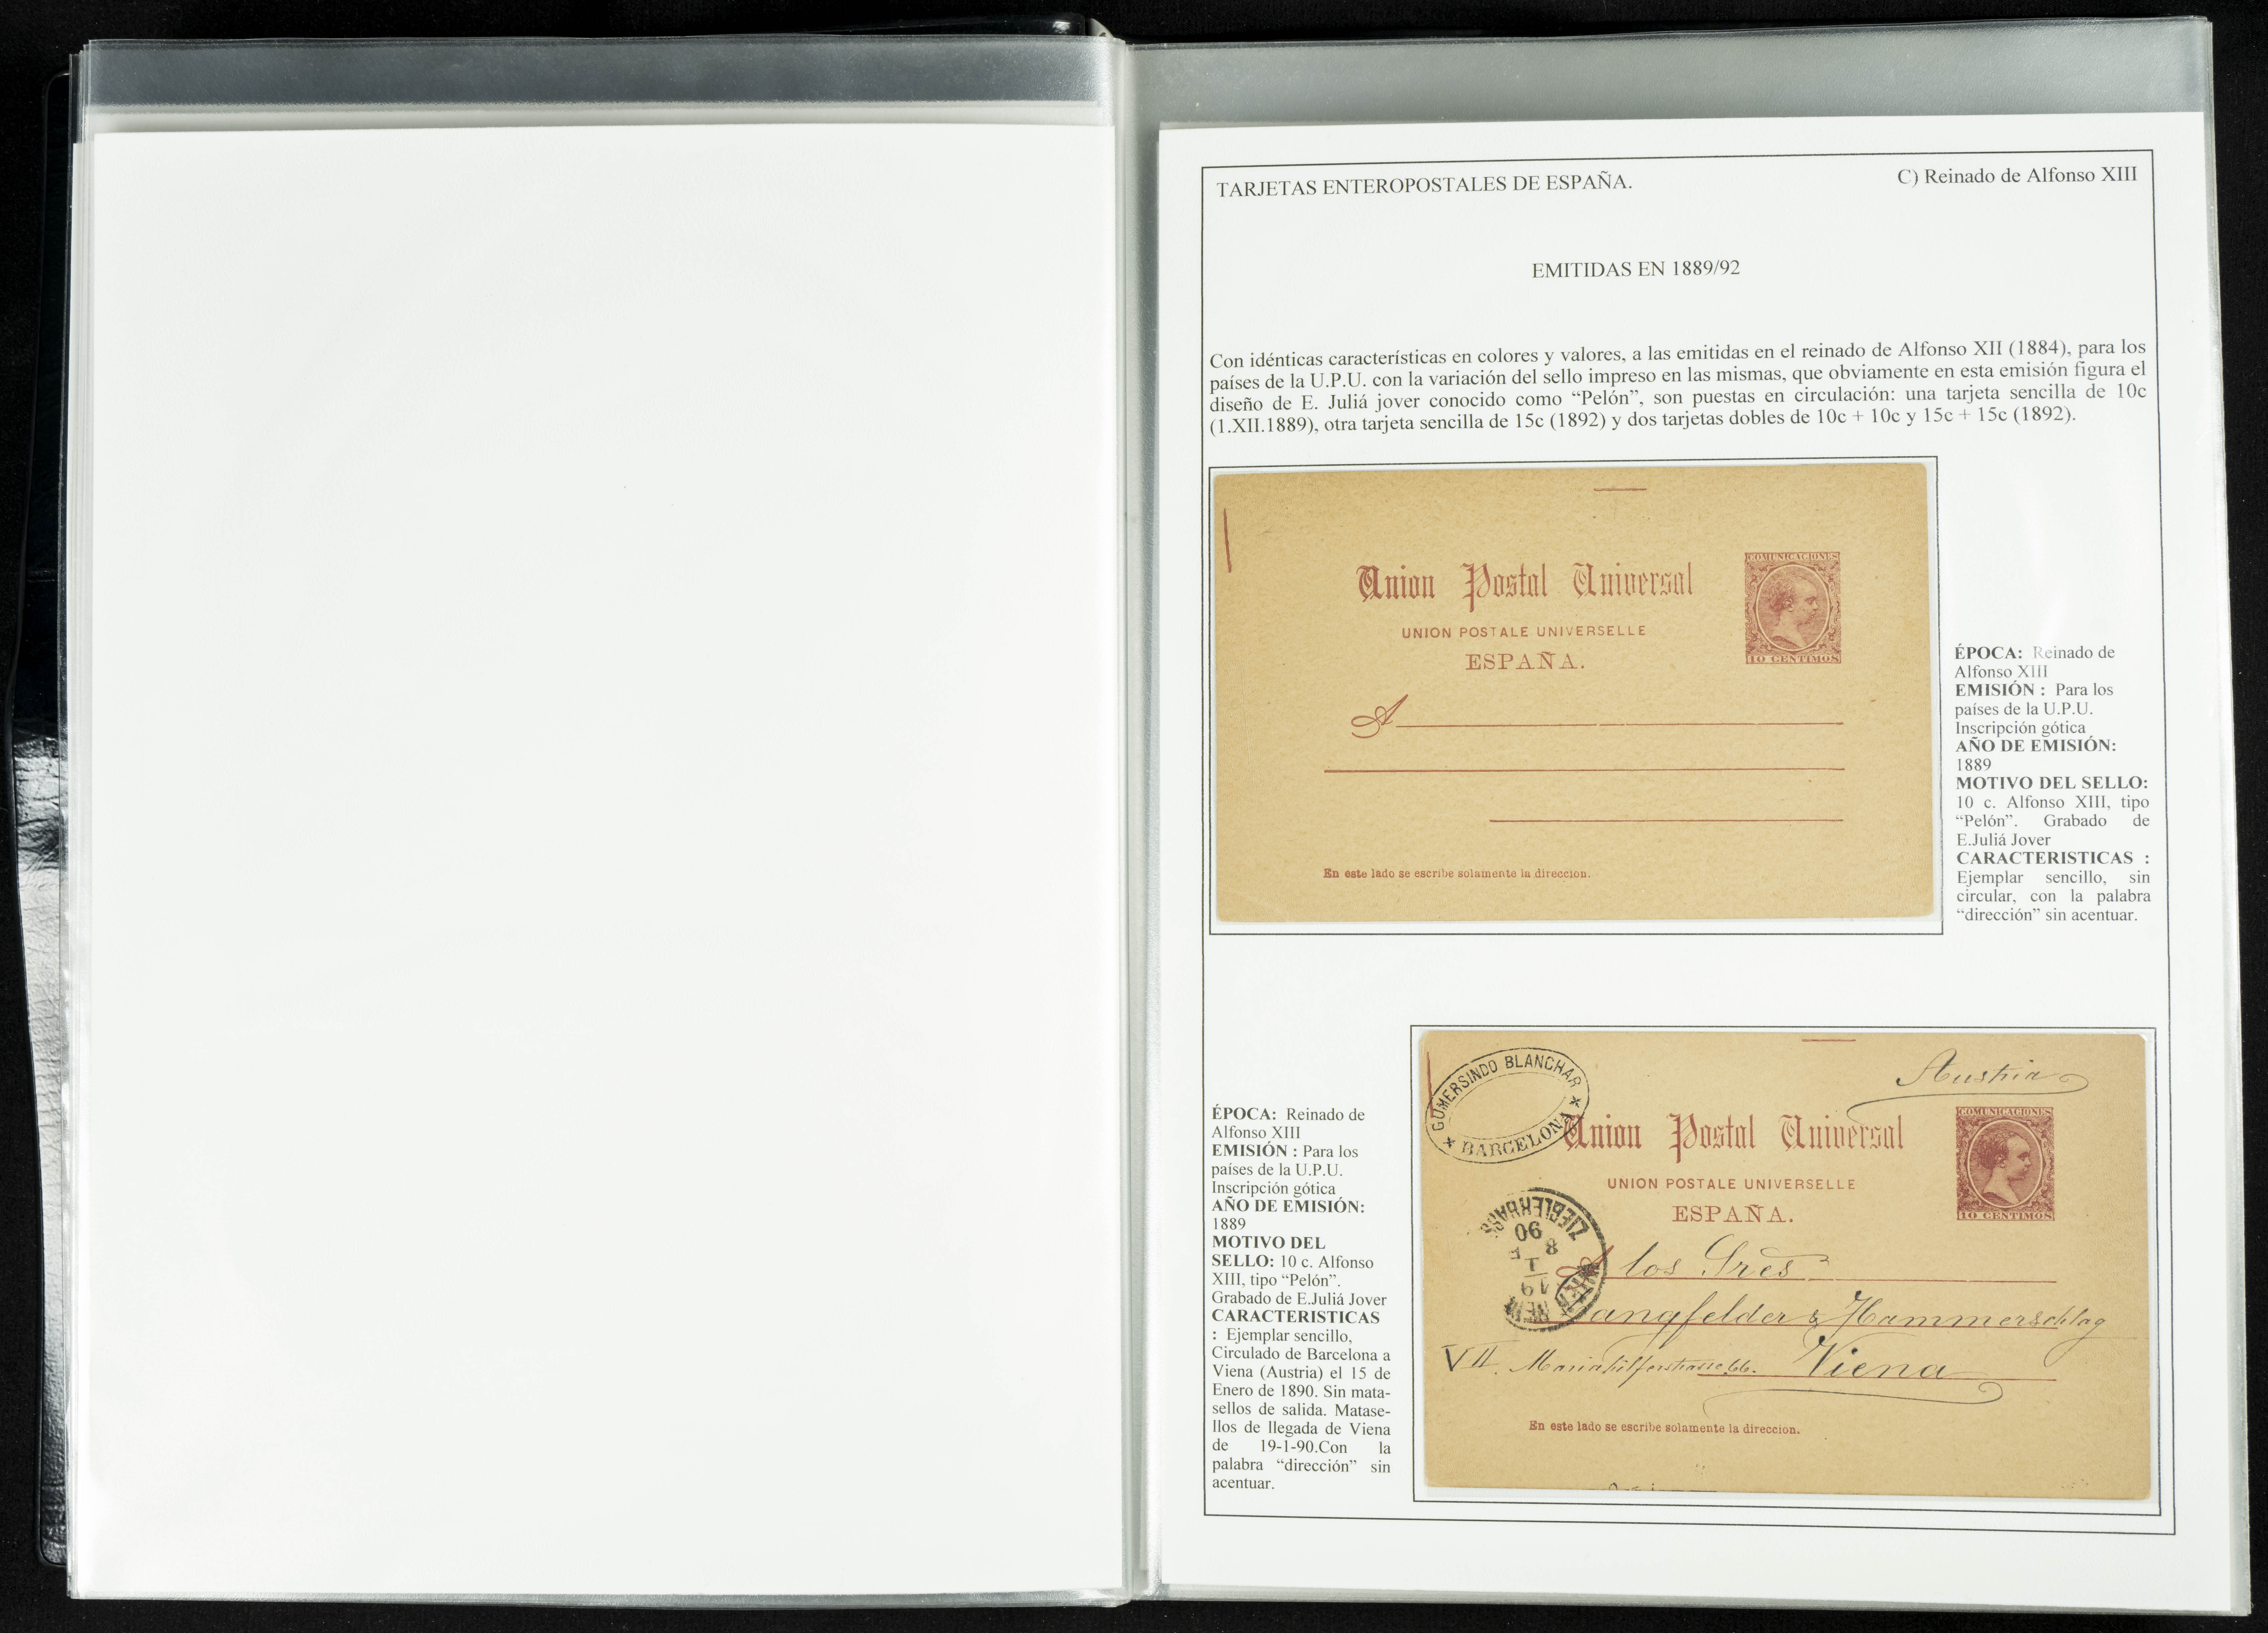 TARJETAS ENTEROPOSTALES DE ESPAÑA.
C) Reinado de Alfonso XIII
EMITIDAS EN 1889/92
Con idénticas características en colores y valores, a las emitidas en el reinado de Alfonso XII (1884), para los
países de la U.P.U. con la variación del sello impreso en las mismas, que obviamente en esta emisión figura el
diseño de E. Juliá jover conocido como “Pelón”, son puestas en circulación: una tarjeta sencilla de 10c
(1.XII.1889), otra tarjeta sencilla de 15c (1892) y dos tarjetas dobles de 10c + 10c y 15c + 15c (1892).
Union Postal Universal
UNION POSTALE UNIVERSELLE
ESPAÑA.
COMUNICACIONES
10 CENTIMOS
A
En este lado se escribe solamente la direccion.
ÉPOCA: Reinado de
Alfonso XIII
EMISIÓN : Para los
países de la U.P.U.
Inscripción gótica
AÑO DE EMISIÓN:
1889
MOTIVO DEL SELLO:
10 c. Alfonso XIII, tipo
“Pelón”. Grabado de
E.Juliá Jover
CARACTERISTICAS :
Ejemplar sencillo, sin
circular, con la palabra
“dirección” sin acentuar.
ÉPOCA: Reinado de
Alfonso XIII
EMISIÓN : Para los
países de la U.P.U.
Inscripción gótica
AÑO DE EMISIÓN:
1889
MOTIVO DEL
SELLO: 10 c. Alfonso
XIII, tipo “Pelón”.
Grabado de E.Juliá Jover
CARACTERISTICAS
: Ejemplar sencillo,
Circulado de Barcelona a
Viena (Austria) el 15 de
Enero de 1890. Sin mata-
sellos de salida. Matase-
llos de llegada de Viena
de 19-1-90.Con la
palabra “dirección” sin
acentuar.
GUMERSINDO BLANCHAR
BARCELONA
Austria
Union Postal Universal
UNION POSTALE UNIVERSELLE
ESPAÑA.
COMUNICACIONES
10 CENTIMOS
19
1
8 F
90
A los Sres
Langfelder & Hammerschlag
VII. Mariahilferstrasse 66. Viena
En este lado se escribe solamente la direccion.